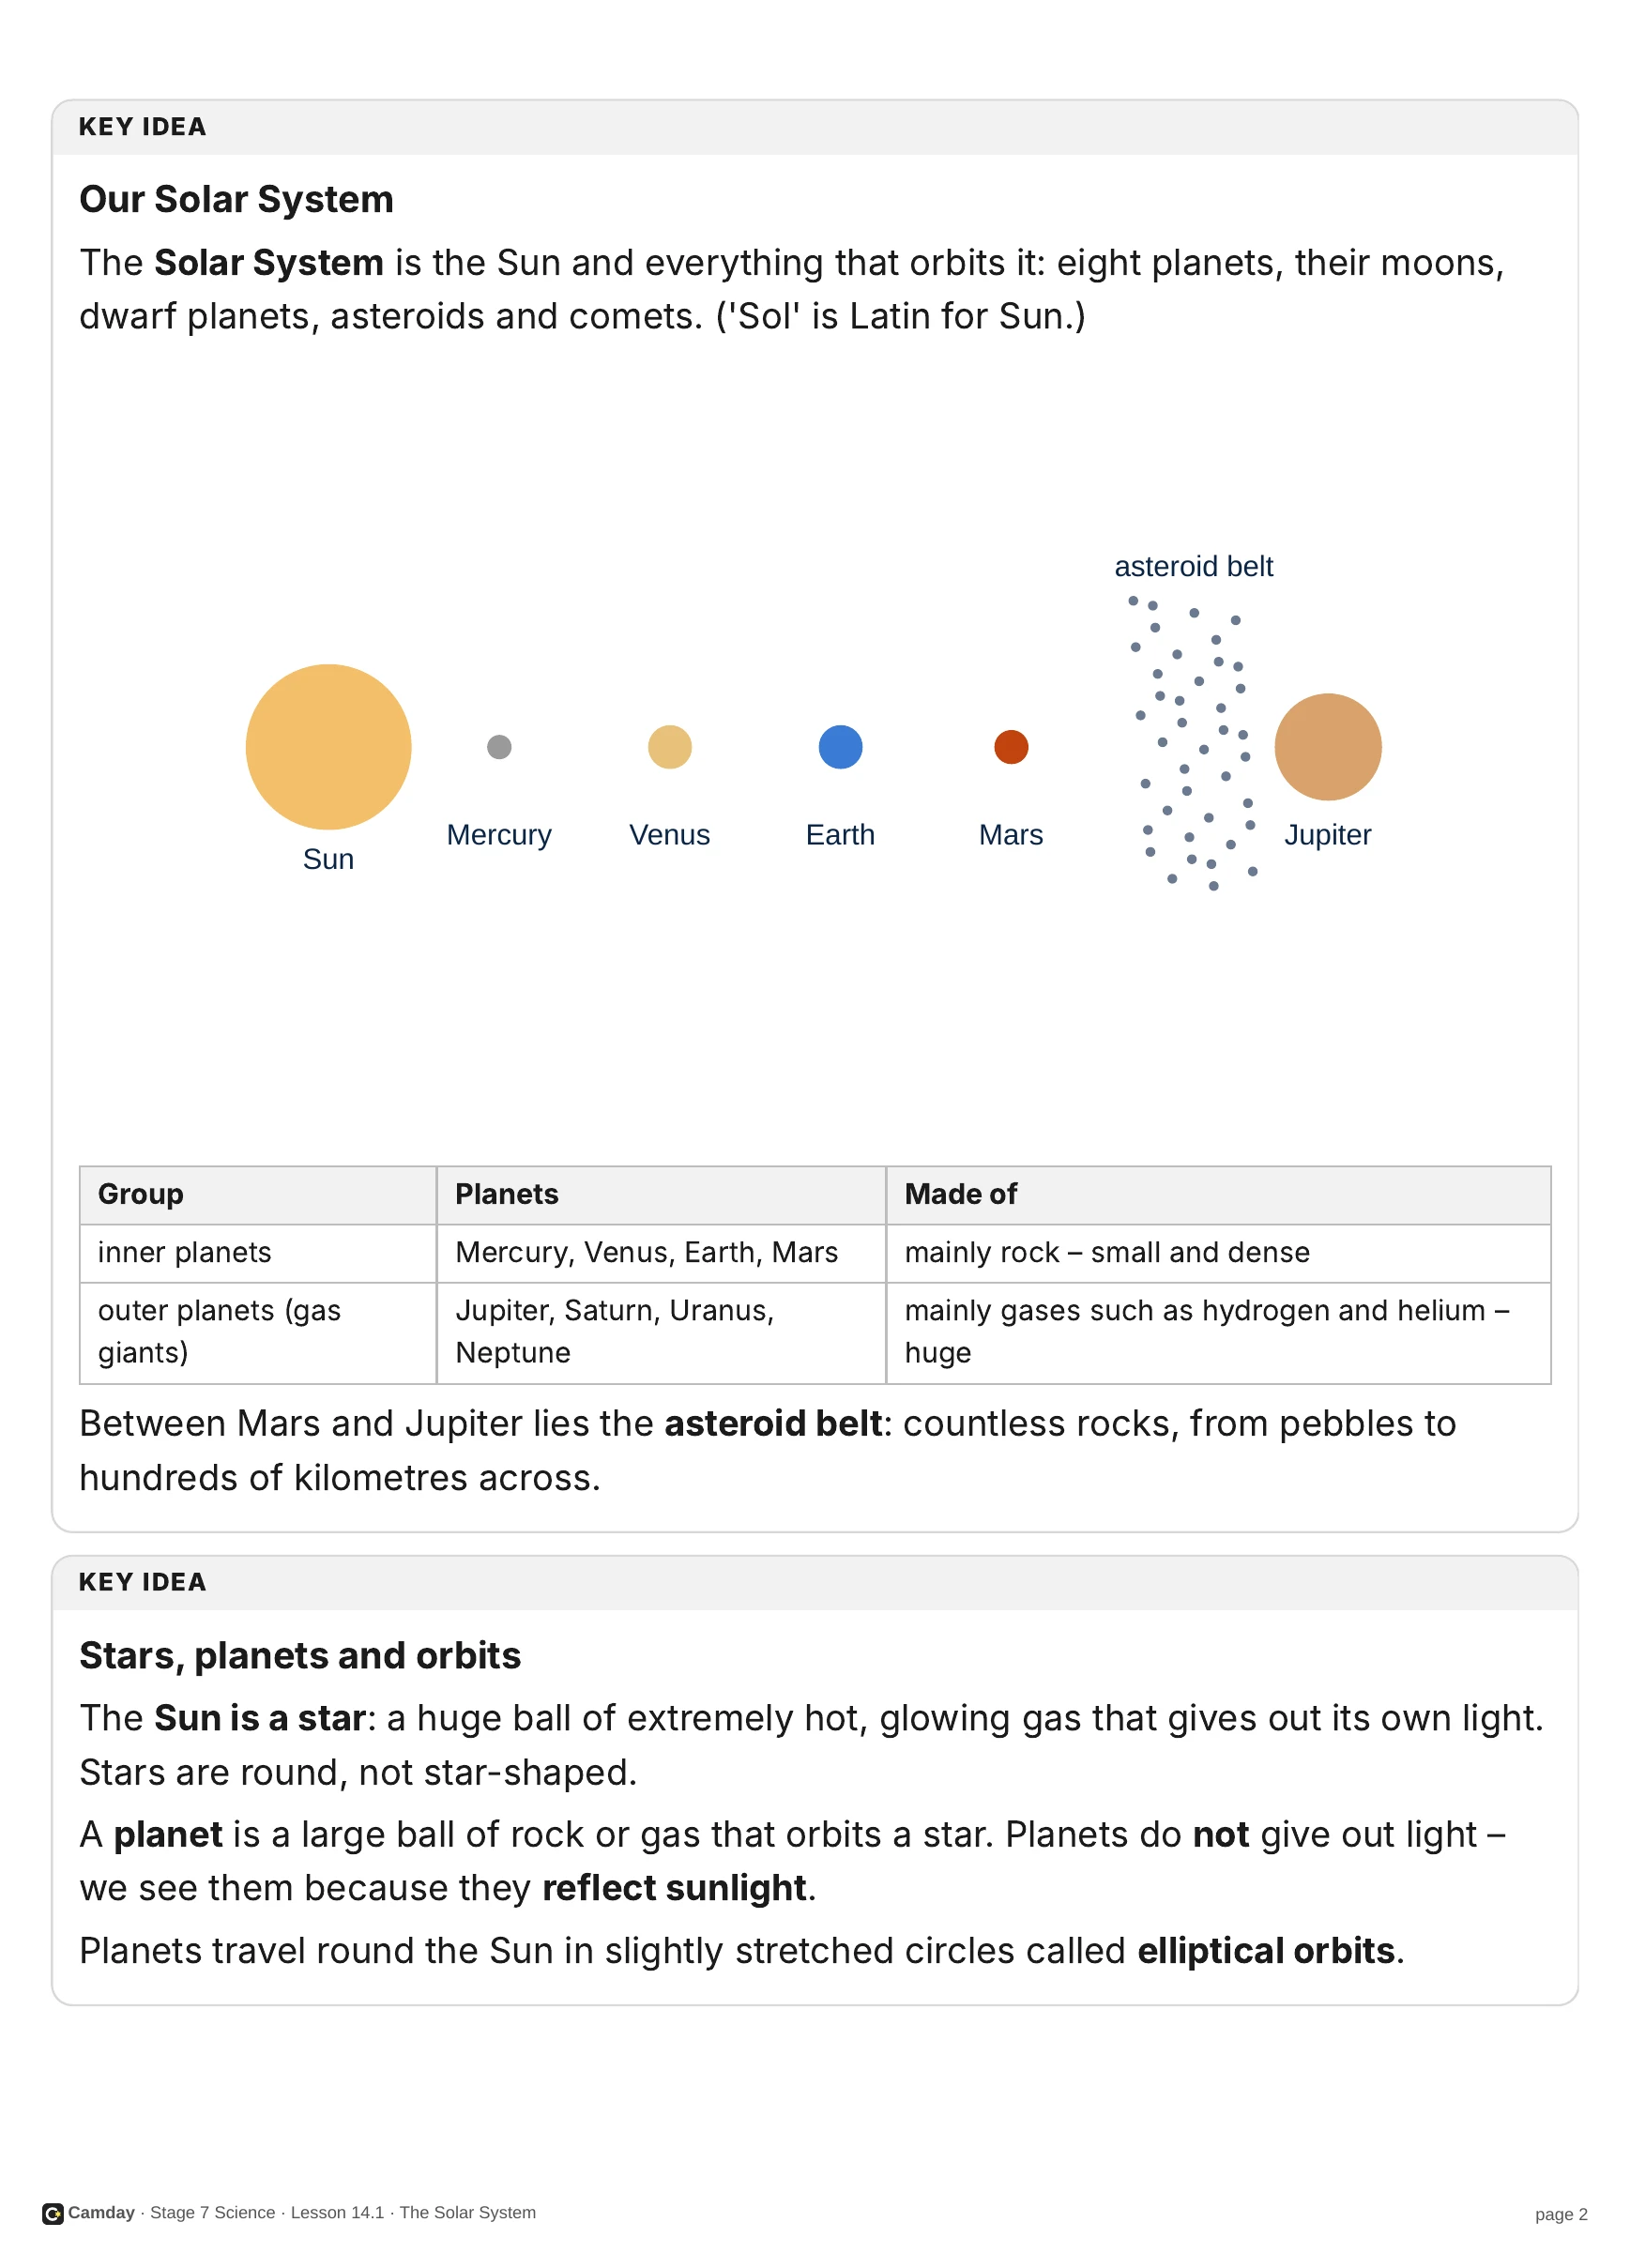 KEY IDEA
Our Solar System
The Solar System is the Sun and everything that orbits it: eight planets, their moons,
dwarf planets, asteroids and comets. ('Sol' is Latin for Sun.)
asteroid belt
Sun
Mercury
Venus
Earth
Mars
Jupiter
Group Planets Made of
inner planets Mercury, Venus, Earth, Mars mainly rock – small and dense
outer planets (gas Jupiter, Saturn, Uranus, mainly gases such as hydrogen and helium –
giants) Neptune huge
Between Mars and Jupiter lies the asteroid belt: countless rocks, from pebbles to
hundreds of kilometres across.
KEY IDEA
Stars, planets and orbits
The Sun is a star: a huge ball of extremely hot, glowing gas that gives out its own light.
Stars are round, not star-shaped.
A planet is a large ball of rock or gas that orbits a star. Planets do not give out light –
we see them because they reflect sunlight.
Planets travel round the Sun in slightly stretched circles called elliptical orbits.
Camday · Stage 7 Science · Lesson 14.1 · The Solar System
page 2